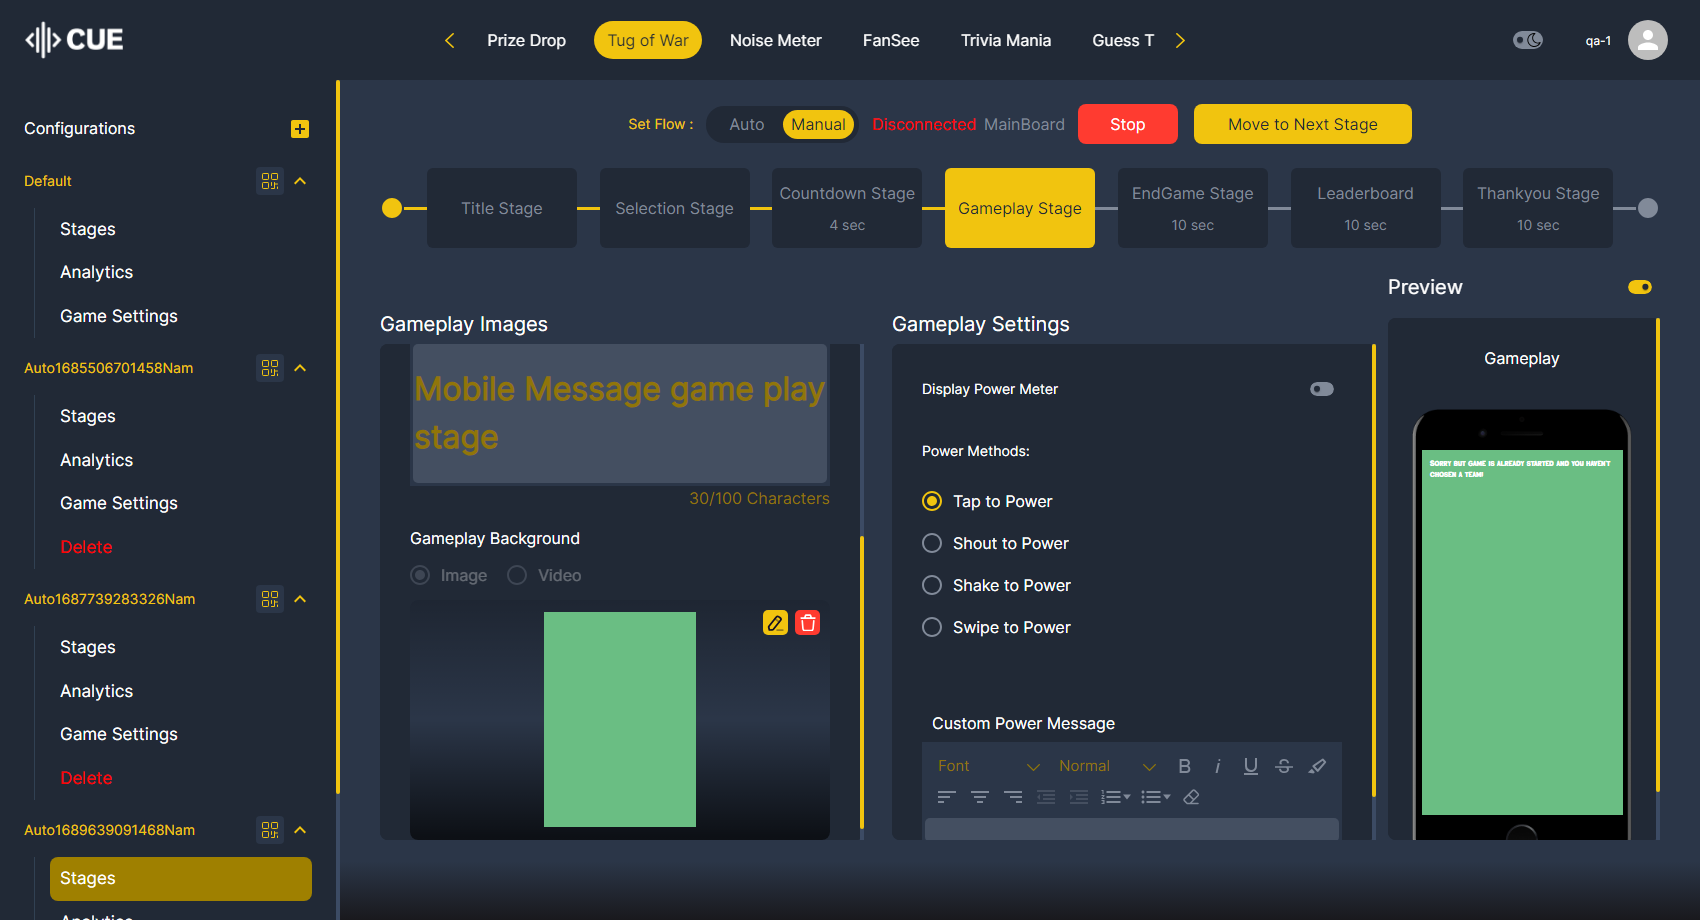 CUE
Prize Drop
Tug of War
Noise Meter
FanSee
Trivia Mania
Guess T
qa-1
Configurations
Default
Stages
Analytics
Game Settings
Auto1685506701458Nam
Stages
Analytics
Game Settings
Delete
Auto1687739283326Nam
Stages
Analytics
Game Settings
Delete
Auto1689639091468Nam
Stages
Analytics
Set Flow :
Auto
Manual
Disconnected MainBoard
Stop
Move to Next Stage
Title Stage
Selection Stage
Countdown Stage
4 sec
Gameplay Stage
EndGame Stage
10 sec
Leaderboard
10 sec
Thankyou Stage
10 sec
Gameplay Images
Mobile Message game play
stage
30/100 Characters
Gameplay Background
Image
Video
Gameplay Settings
Display Power Meter
Power Methods:
Tap to Power
Shout to Power
Shake to Power
Swipe to Power
Custom Power Message
Font
Normal
Preview
Gameplay
Sorry but game is already started and you haven't
chosen a team!